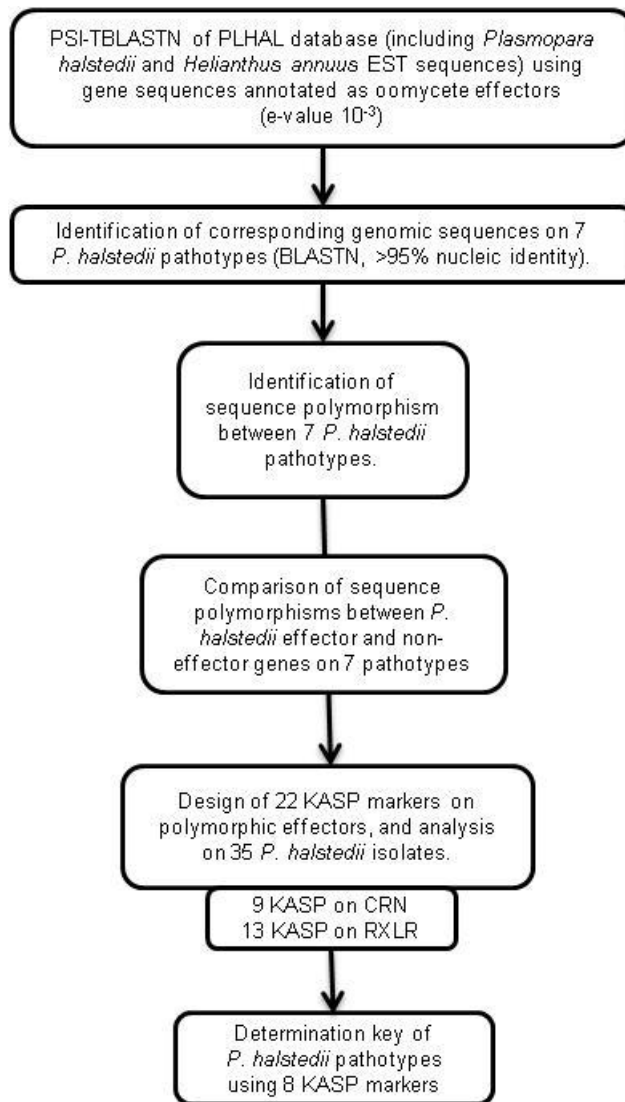 PSI-TBLASTN of PLHAL database (including Plasmopara
halstedii and Helianthus annuus EST sequences) using
gene sequences annotated as oomycete effectors
(e-value 10⁻³)
Identification of corresponding genomic sequences on 7
P. halstedii pathotypes (BLASTN, >95% nucleic identity).
Identification of
sequence polymorphism
between 7 P. halstedii
pathotypes.
Comparison of sequence
polymorphisms between P.
halstedii effector and non-
effector genes on 7 pathotypes
Design of 22 KASP markers on
polymorphic effectors, and analysis
on 35 P. halstedii isolates.
9 KASP on CRN
13 KASP on RXLR
Determination key of
P. halstedii pathotypes
using 8 KASP markers